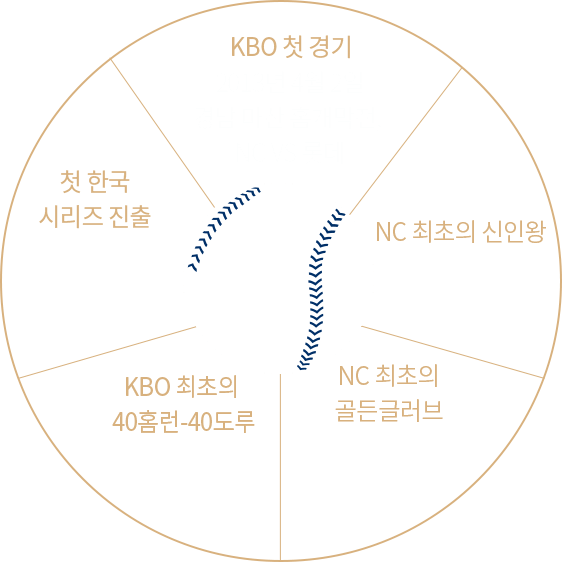 KBO 첫 경기
첫 한국
시리즈 진출
NC 최초의 신인왕
KBO 최초의
40홈런-40도루
NC 최초의
골든글러브